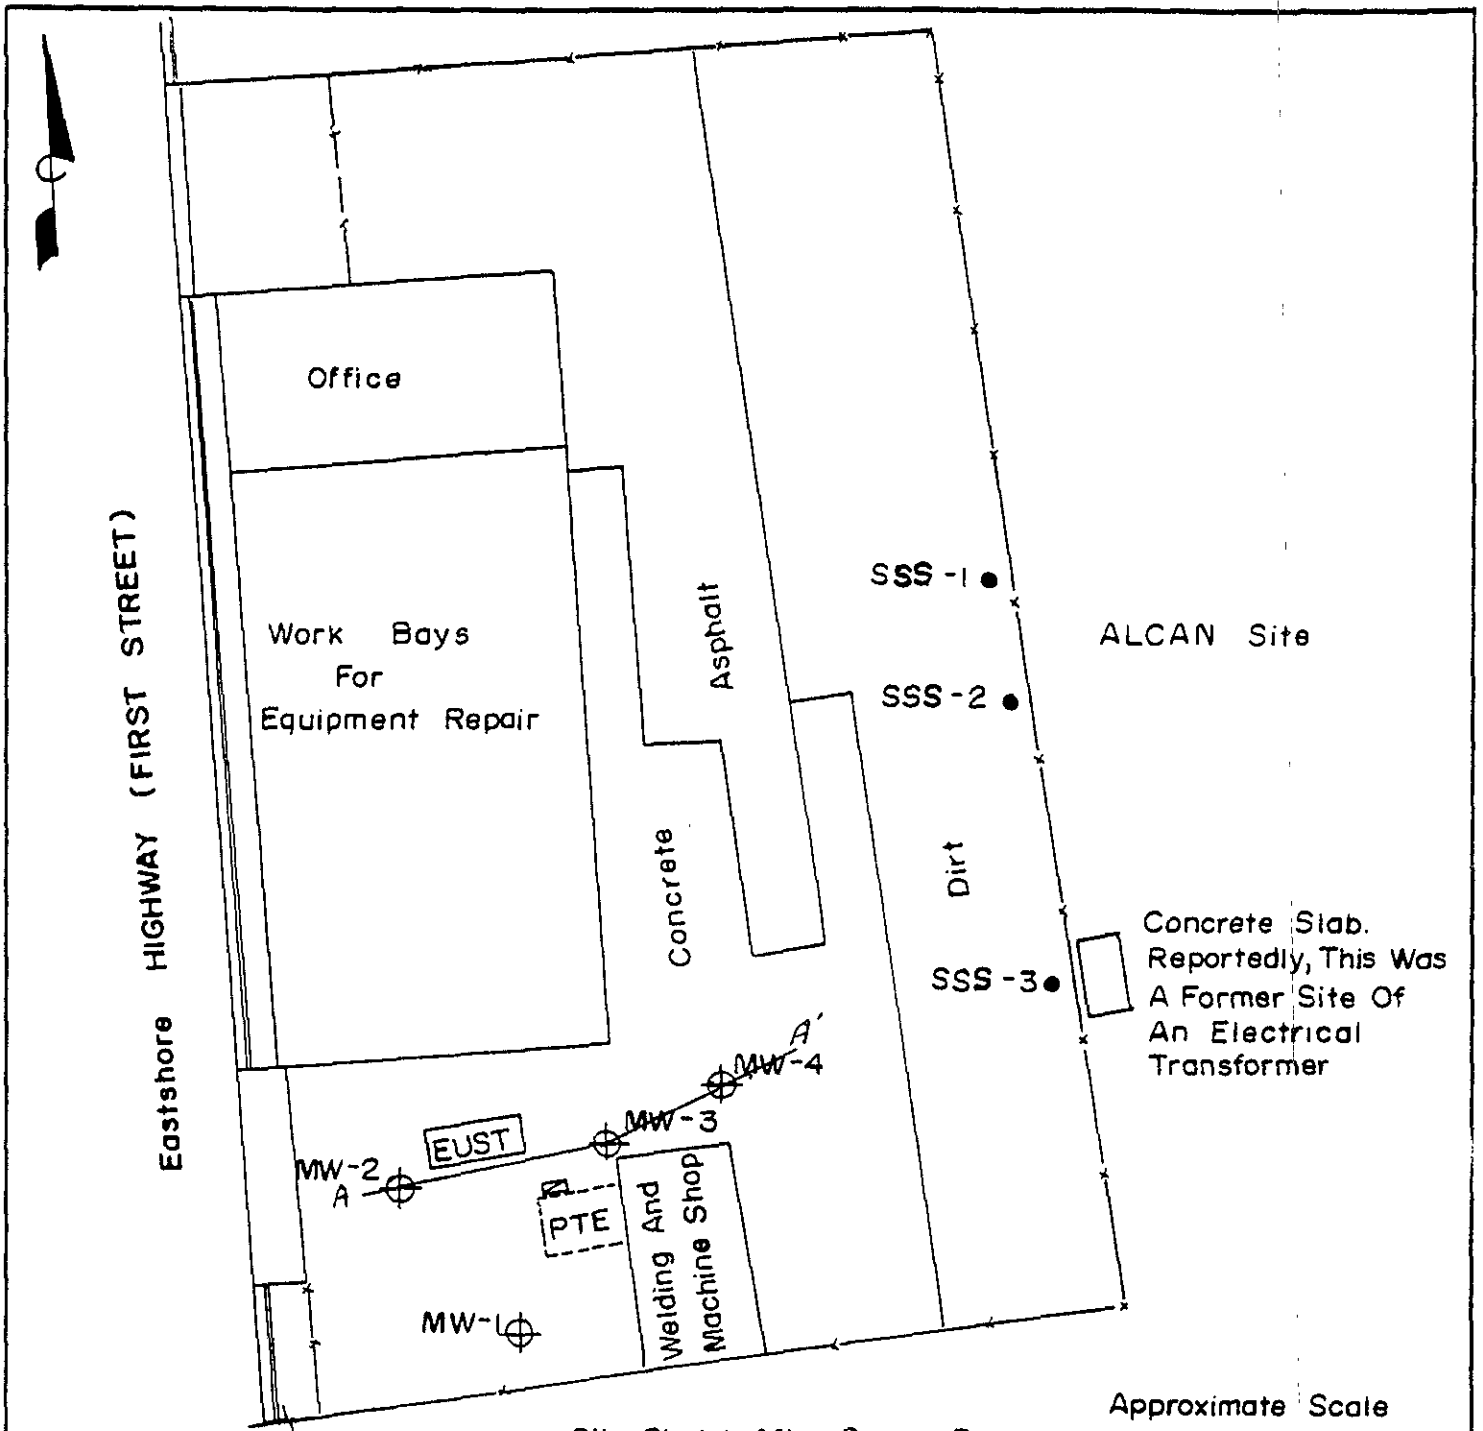 Office
Eastshore HIGHWAY (FIRST STREET)
Work Bays
For
Equipment Repair
Asphalt
SSS-1
ALCAN Site
SSS-2
Concrete
Dirt
Concrete Slab.
Reportedly, This Was
A Former Site Of
An Electrical
Transformer
SSS-3
A'
MW-4
MW-3
EUST
MW-2
A
PTE
Welding And
Machine Shop
MW-1
Approximate Scale